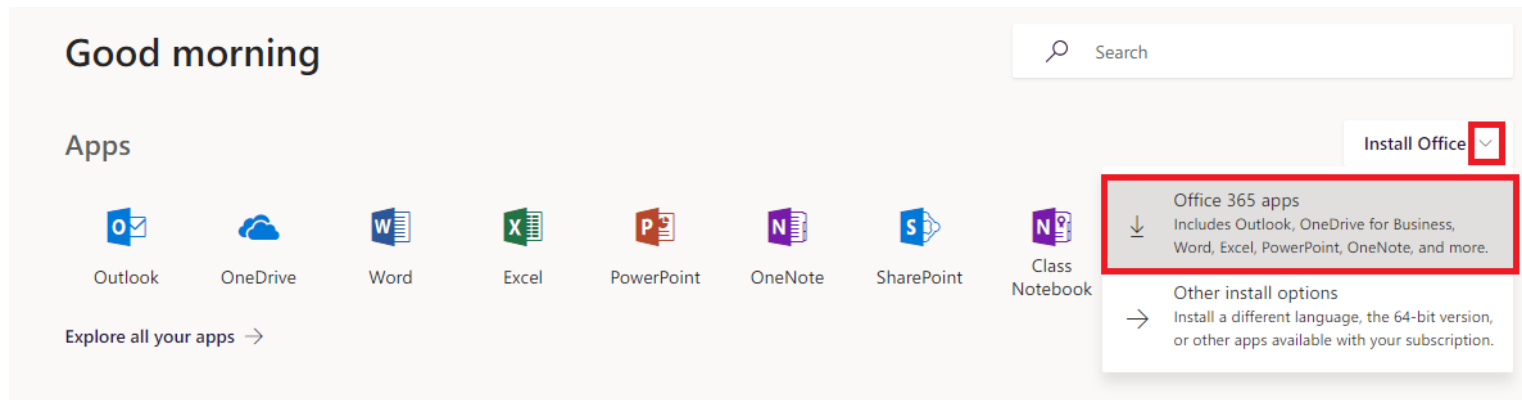 Good morning
Search
Apps
Install Office
Outlook
OneDrive
Word
Excel
PowerPoint
OneNote
SharePoint
Class
Notebook
Office 365 apps
Includes Outlook, OneDrive for Business,
Word, Excel, PowerPoint, OneNote, and more.
Other install options
Install a different language, the 64-bit version,
or other apps available with your subscription.
Explore all your apps